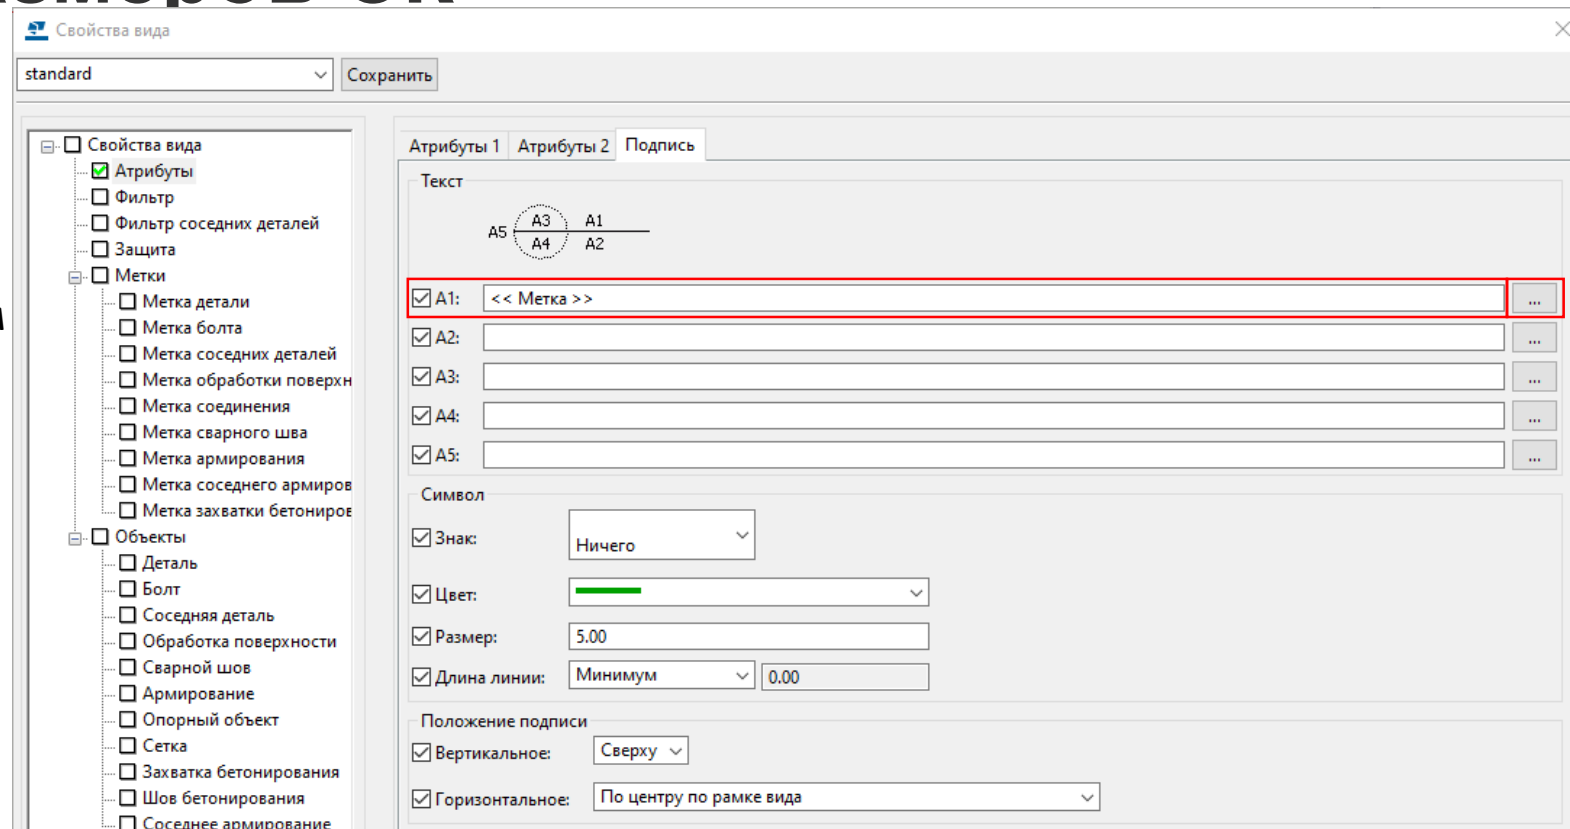 Свойства вида
standard
Сохранить
Свойства вида
Атрибуты
Фильтр
Фильтр соседних деталей
Защита
Метки
Метка детали
Метка болта
Метка соседних деталей
Метка обработки поверхн
Метка соединения
Метка сварного шва
Метка армирования
Метка соседнего армиров
Метка захватки бетониров
Объекты
Деталь
Болт
Соседняя деталь
Обработка поверхности
Сварной шов
Армирование
Опорный объект
Сетка
Захватка бетонирования
Шов бетонирования
Соседнее армирование
Атрибуты 1 Атрибуты 2 Подпись
Текст
A5 A3 A1
A4 A2
A1: << Метка >> ...
A2: ...
A3: ...
A4: ...
A5: ...
Символ
Знак: Ничего
Цвет:
Размер: 5.00
Длина линии: Минимум 0.00
Положение подписи
Вертикальное: Сверху
Горизонтальное: По центру по рамке вида